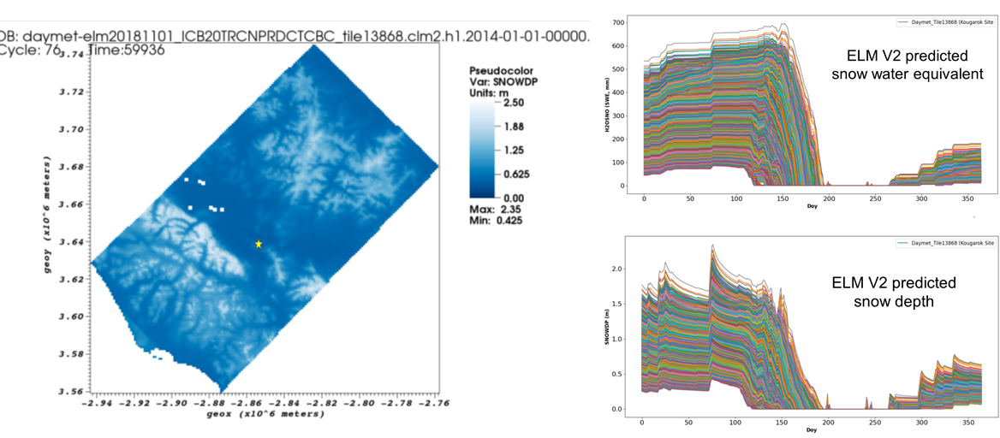 DB: daymet-elm20181101_ICB20TRCNPRDCTCBC_tile13868.clm2.h1.2014-01-01-00000.
Cycle: 76 Time:59936
3.74
3.72
3.70
3.68
3.66
3.64
3.62
3.60
3.58
3.56
geoy (x10^6 meters)
-2.94 -2.92 -2.90 -2.88 -2.86 -2.84 -2.82 -2.80 -2.78 -2.76
geox (x10^6 meters)
Pseudocolor
Var: SNOWDP
Units: m
2.50
1.88
1.25
0.625
0.00
Max: 2.35
Min: 0.425
Daymet_Tile13868 (Kougarok Site
ELM V2 predicted
snow water equivalent
700
600
500
400
300
200
100
0
H2OSNO (SWE, mm)
0 50 100 150 200 250 300 350
Doy
Daymet_Tile13868 (Kougarok Site
ELM V2 predicted
snow depth
2.0
1.5
1.0
0.5
0.0
SNOWDP (m)
0 50 100 150 200 250 300 350
Doy